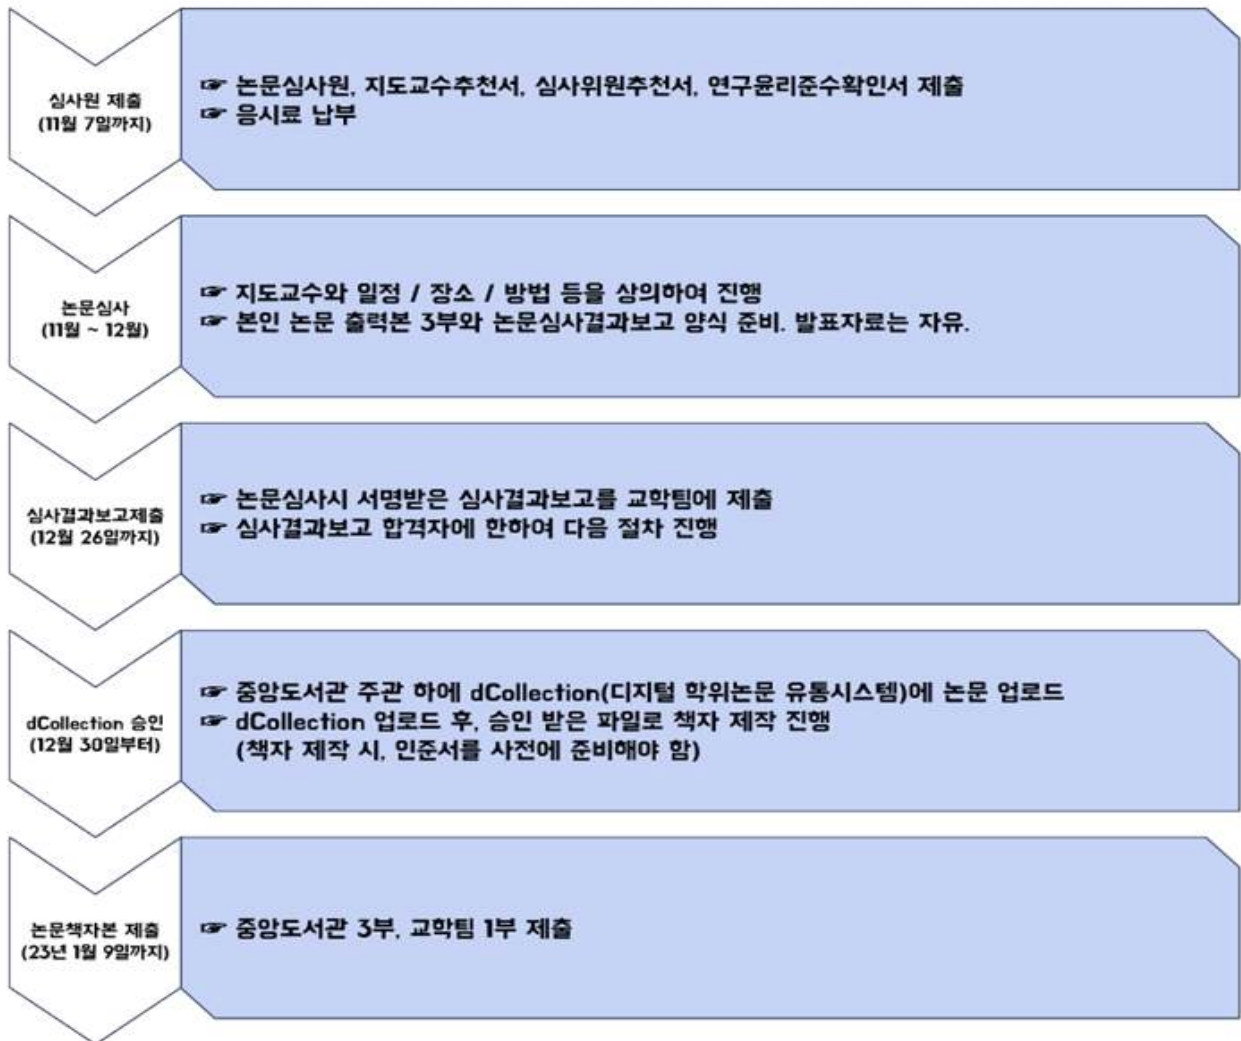 심사원 제출
(11월 7일까지)
☞ 논문심사원, 지도교수추천서, 심사위원추천서, 연구윤리준수확인서 제출
☞ 응시료 납부
논문심사
(11월 ~ 12월)
☞ 지도교수와 일정 / 장소 / 방법 등을 상의하여 진행
☞ 본인 논문 출력본 3부와 논문심사결과보고 양식 준비. 발표자료는 자유.
심사결과보고제출
(12월 26일까지)
☞ 논문심사시 서명받은 심사결과보고를 교학팀에 제출
☞ 심사결과보고 합격자에 한하여 다음 절차 진행
dCollection 승인
(12월 30일부터)
☞ 중앙도서관 주관 하에 dCollection(디지털 학위논문 유통시스템)에 논문 업로드
☞ dCollection 업로드 후, 승인 받은 파일로 책자 제작 진행
(책자 제작 시, 인준서를 사전에 준비해야 함)
논문책자본 제출
(23년 1월 9일까지)
☞ 중앙도서관 3부, 교학팀 1부 제출